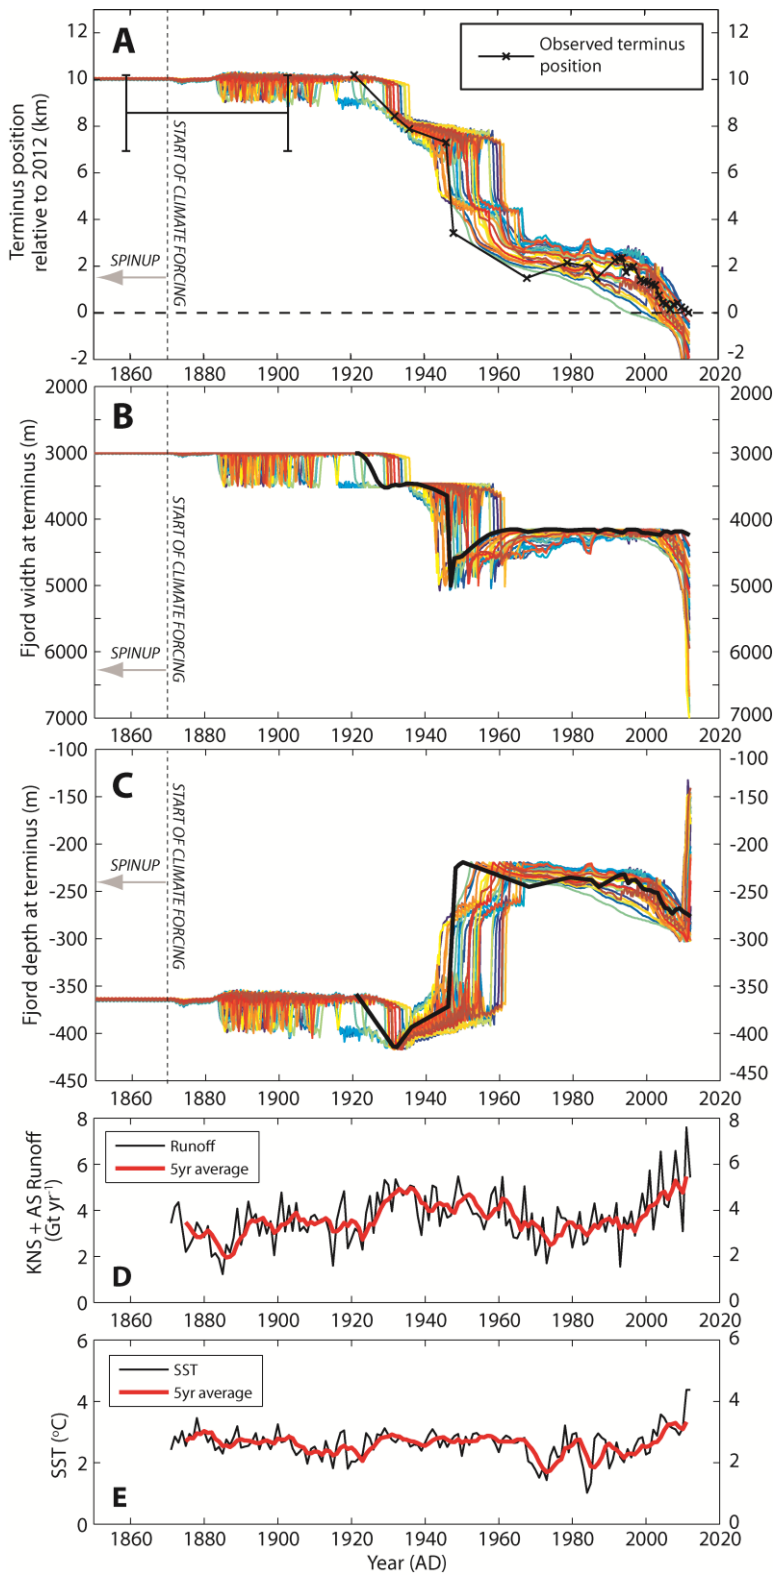 A
Observed terminus
position
Terminus position
relative to 2012 (km)
START OF CLIMATE FORCING
SPINUP
12 10 8 6 4 2 0 -2
12 10 8 6 4 2 0 -2
1860 1880 1900 1920 1940 1960 1980 2000 2020
B
Fjord width at terminus (m)
START OF CLIMATE FORCING
SPINUP
2000 3000 4000 5000 6000 7000
2000 3000 4000 5000 6000 7000
1860 1880 1900 1920 1940 1960 1980 2000 2020
C
Fjord depth at terminus (m)
START OF CLIMATE FORCING
SPINUP
-100 -150 -200 -250 -300 -350 -400 -450
-100 -150 -200 -250 -300 -350 -400 -450
1860 1880 1900 1920 1940 1960 1980 2000 2020
Runoff
5yr average
KNS + AS Runoff
(Gt yr⁻¹)
D
8 6 4 2 0
8 6 4 2 0
1860 1880 1900 1920 1940 1960 1980 2000 2020
SST
5yr average
SST (°C)
E
6 4 2 0
6 4 2 0
1860 1880 1900 1920 1940 1960 1980 2000 2020
Year (AD)